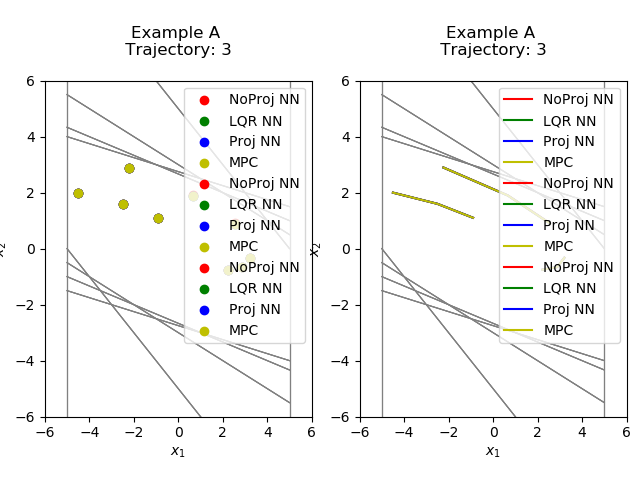 Example A
Trajectory: 3
6
4
2
0
−2
−4
−6
x2
−6
−4
−2
0
2
4
6
x1
NoProj NN
LQR NN
Proj NN
MPC
NoProj NN
LQR NN
Proj NN
MPC
NoProj NN
LQR NN
Proj NN
MPC
Example A
Trajectory: 3
6
4
2
0
−2
−4
−6
x2
−6
−4
−2
0
2
4
6
x1
NoProj NN
LQR NN
Proj NN
MPC
NoProj NN
LQR NN
Proj NN
MPC
NoProj NN
LQR NN
Proj NN
MPC